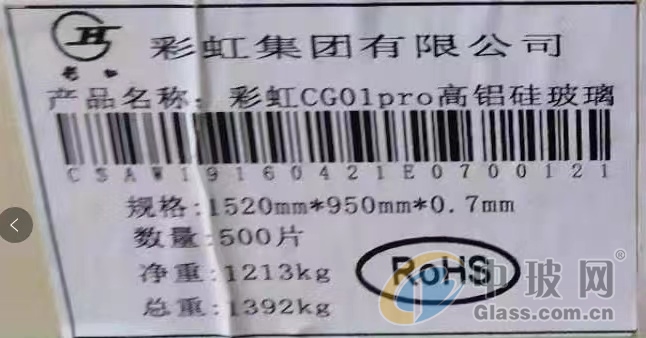 彩虹集团有限公司
彩虹
产品名称: 彩虹CG01pro高铝硅玻璃
CSAW19160421E0700121
规格:1520mm*950mm*0.7mm
数量:500片
净重:1213kg
总重:1392kg
RoHS
中玻网®
Glass.com.cn